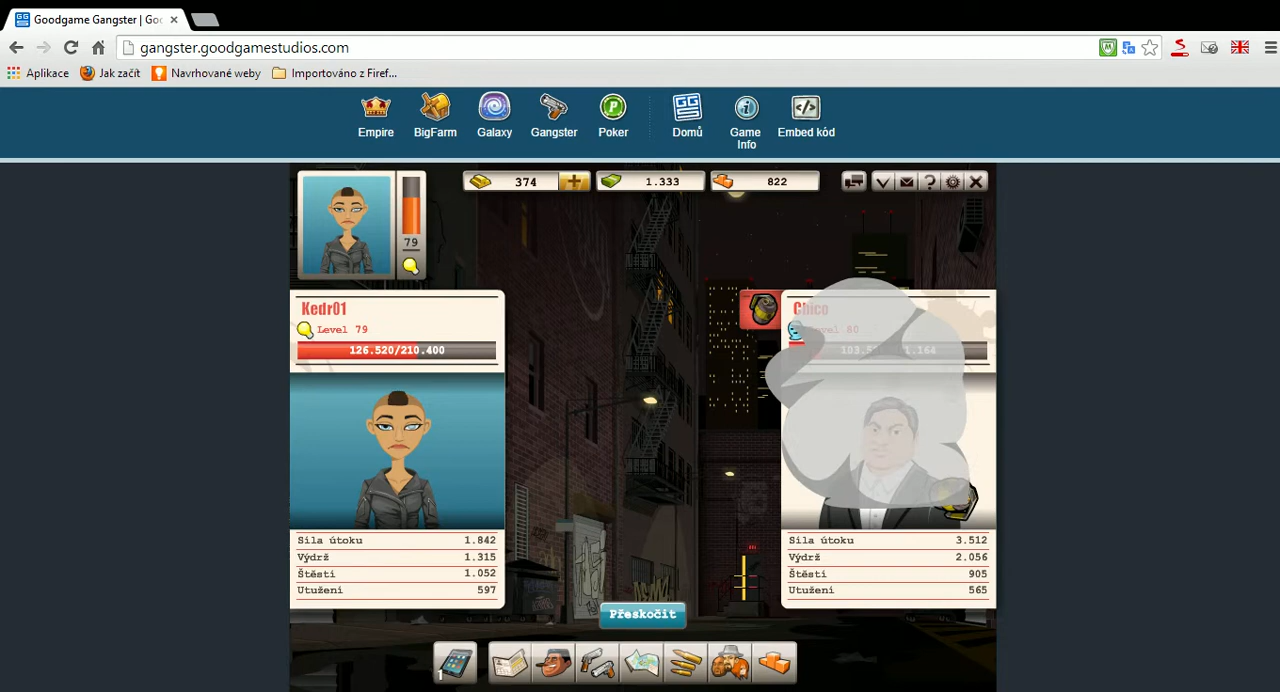 Goodgame Gangster | Goo
gangster.goodgamestudios.com
Aplikace Jak začít Navrhované weby Importováno z Firef...
Empire BigFarm Galaxy Gangster Poker Domů Game Info Embed kód
374 1.333 822
79
Kedr01
Level 79
126.520/210.400
Síla útoku 1.842
Výdrž 1.315
Štěstí 1.052
Utužení 597
Chico
Level 80
Síla útoku 3.512
Výdrž 2.056
Štěstí 905
Utužení 565
Přeskočit
1